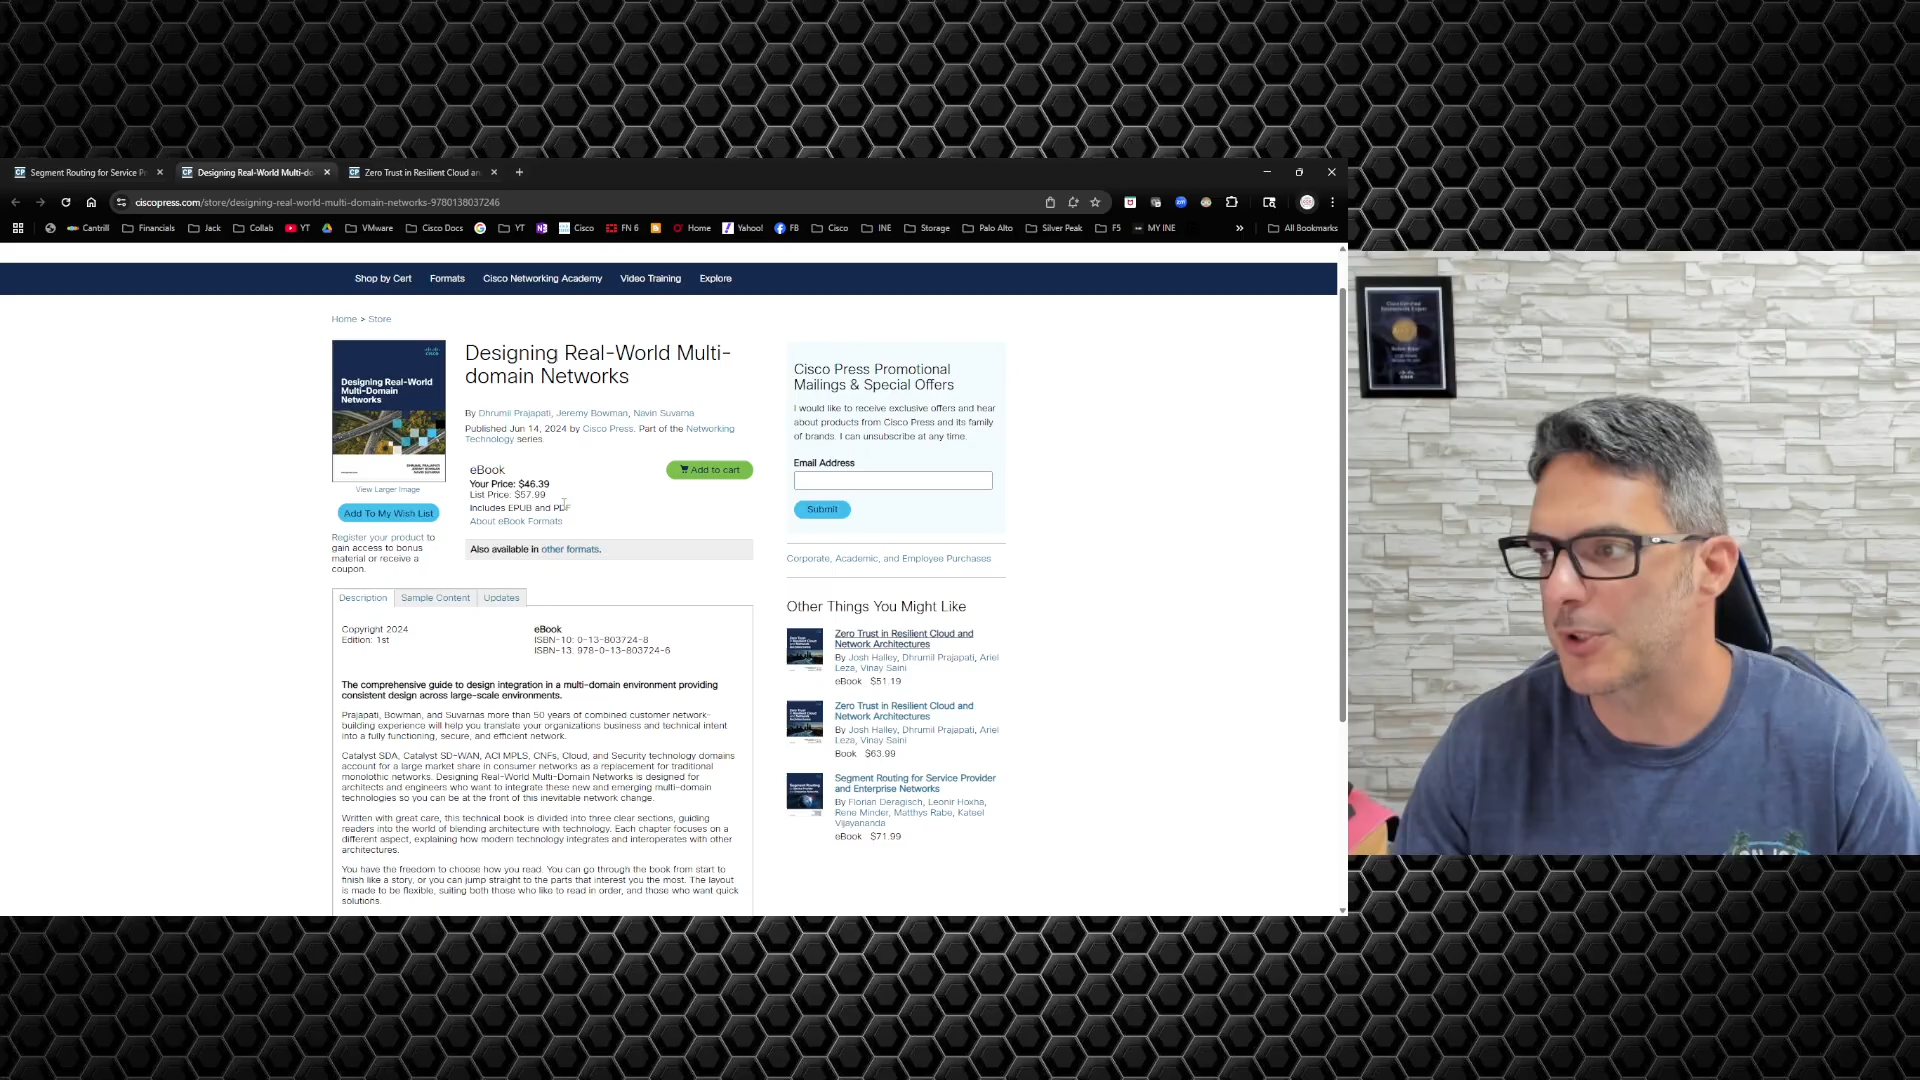 Segment Routing for Service P
Designing Real-World Multi-do
Zero Trust in Resilient Cloud an
ciscopress.com/store/designing-real-world-multi-domain-networks-9780138037246
Cantrill
Financials
Jack
Collab
YT
VMware
Cisco Docs
YT
Cisco
FN 6
Home
Yahoo!
FB
Cisco
INE
Storage
Palo Alto
Silver Peak
F5
MY INE
All Bookmarks
Shop by Cert
Formats
Cisco Networking Academy
Video Training
Explore
Home > Store
Designing Real-World
Multi-Domain
Networks
View Larger Image
Add To My Wish List
Register your product to
gain access to bonus
material or receive a
coupon.
Designing Real-World Multi-
domain Networks
By Dhrumil Prajapati, Jeremy Bowman, Navin Suvarna
Published Jun 14, 2024 by Cisco Press. Part of the Networking
Technology series.
eBook
Add to cart
Your Price: $46.39
List Price: $57.99
Includes EPUB and PDF
About eBook Formats
Also available in other formats.
Description
Sample Content
Updates
Copyright 2024
Edition: 1st
eBook
ISBN-10: 0-13-803724-8
ISBN-13: 978-0-13-803724-6
The comprehensive guide to design integration in a multi-domain environment providing
consistent design across large-scale environments.
Prajapati, Bowman, and Suvarnas more than 50 years of combined customer network-
building experience will help you translate your organizations business and technical intent
into a fully functioning, secure, and efficient network.
Catalyst SDA, Catalyst SD-WAN, ACI MPLS, CNFs, Cloud, and Security technology domains
account for a large market share in consumer networks as a replacement for traditional
monolothic networks. Designing Real-World Multi-Domain Networks is designed for
architects and engineers who want to integrate these new and emerging multi-domain
technologies so you can be at the front of this inevitable network change.
Written with great care, this technical book is divided into three clear sections, guiding
readers into the world of blending architecture with technology. Each chapter focuses on a
different aspect, explaining how modern technology integrates and interoperates with other
architectures.
You have the freedom to choose how you read. You can go through the book from start to
finish like a story, or you can jump straight to the parts that interest you the most. The layout
is made to be flexible, suiting both those who like to read in order, and those who want quick
solutions.
Cisco Press Promotional
Mailings & Special Offers
I would like to receive exclusive offers and hear
about products from Cisco Press and its family
of brands. I can unsubscribe at any time.
Email Address
Submit
Corporate, Academic, and Employee Purchases
Other Things You Might Like
Zero Trust in Resilient Cloud and
Network Architectures
By Josh Halley, Dhrumil Prajapati, Ariel
Leza, Vinay Saini
eBook $51.19
Zero Trust in Resilient Cloud and
Network Architectures
By Josh Halley, Dhrumil Prajapati, Ariel
Leza, Vinay Saini
Book $63.99
Segment Routing for Service Provider
and Enterprise Networks
By Florian Deragisch, Leonir Hoxha,
Rene Minder, Matthys Rabe, Kateel
Vijayananda
eBook $71.99